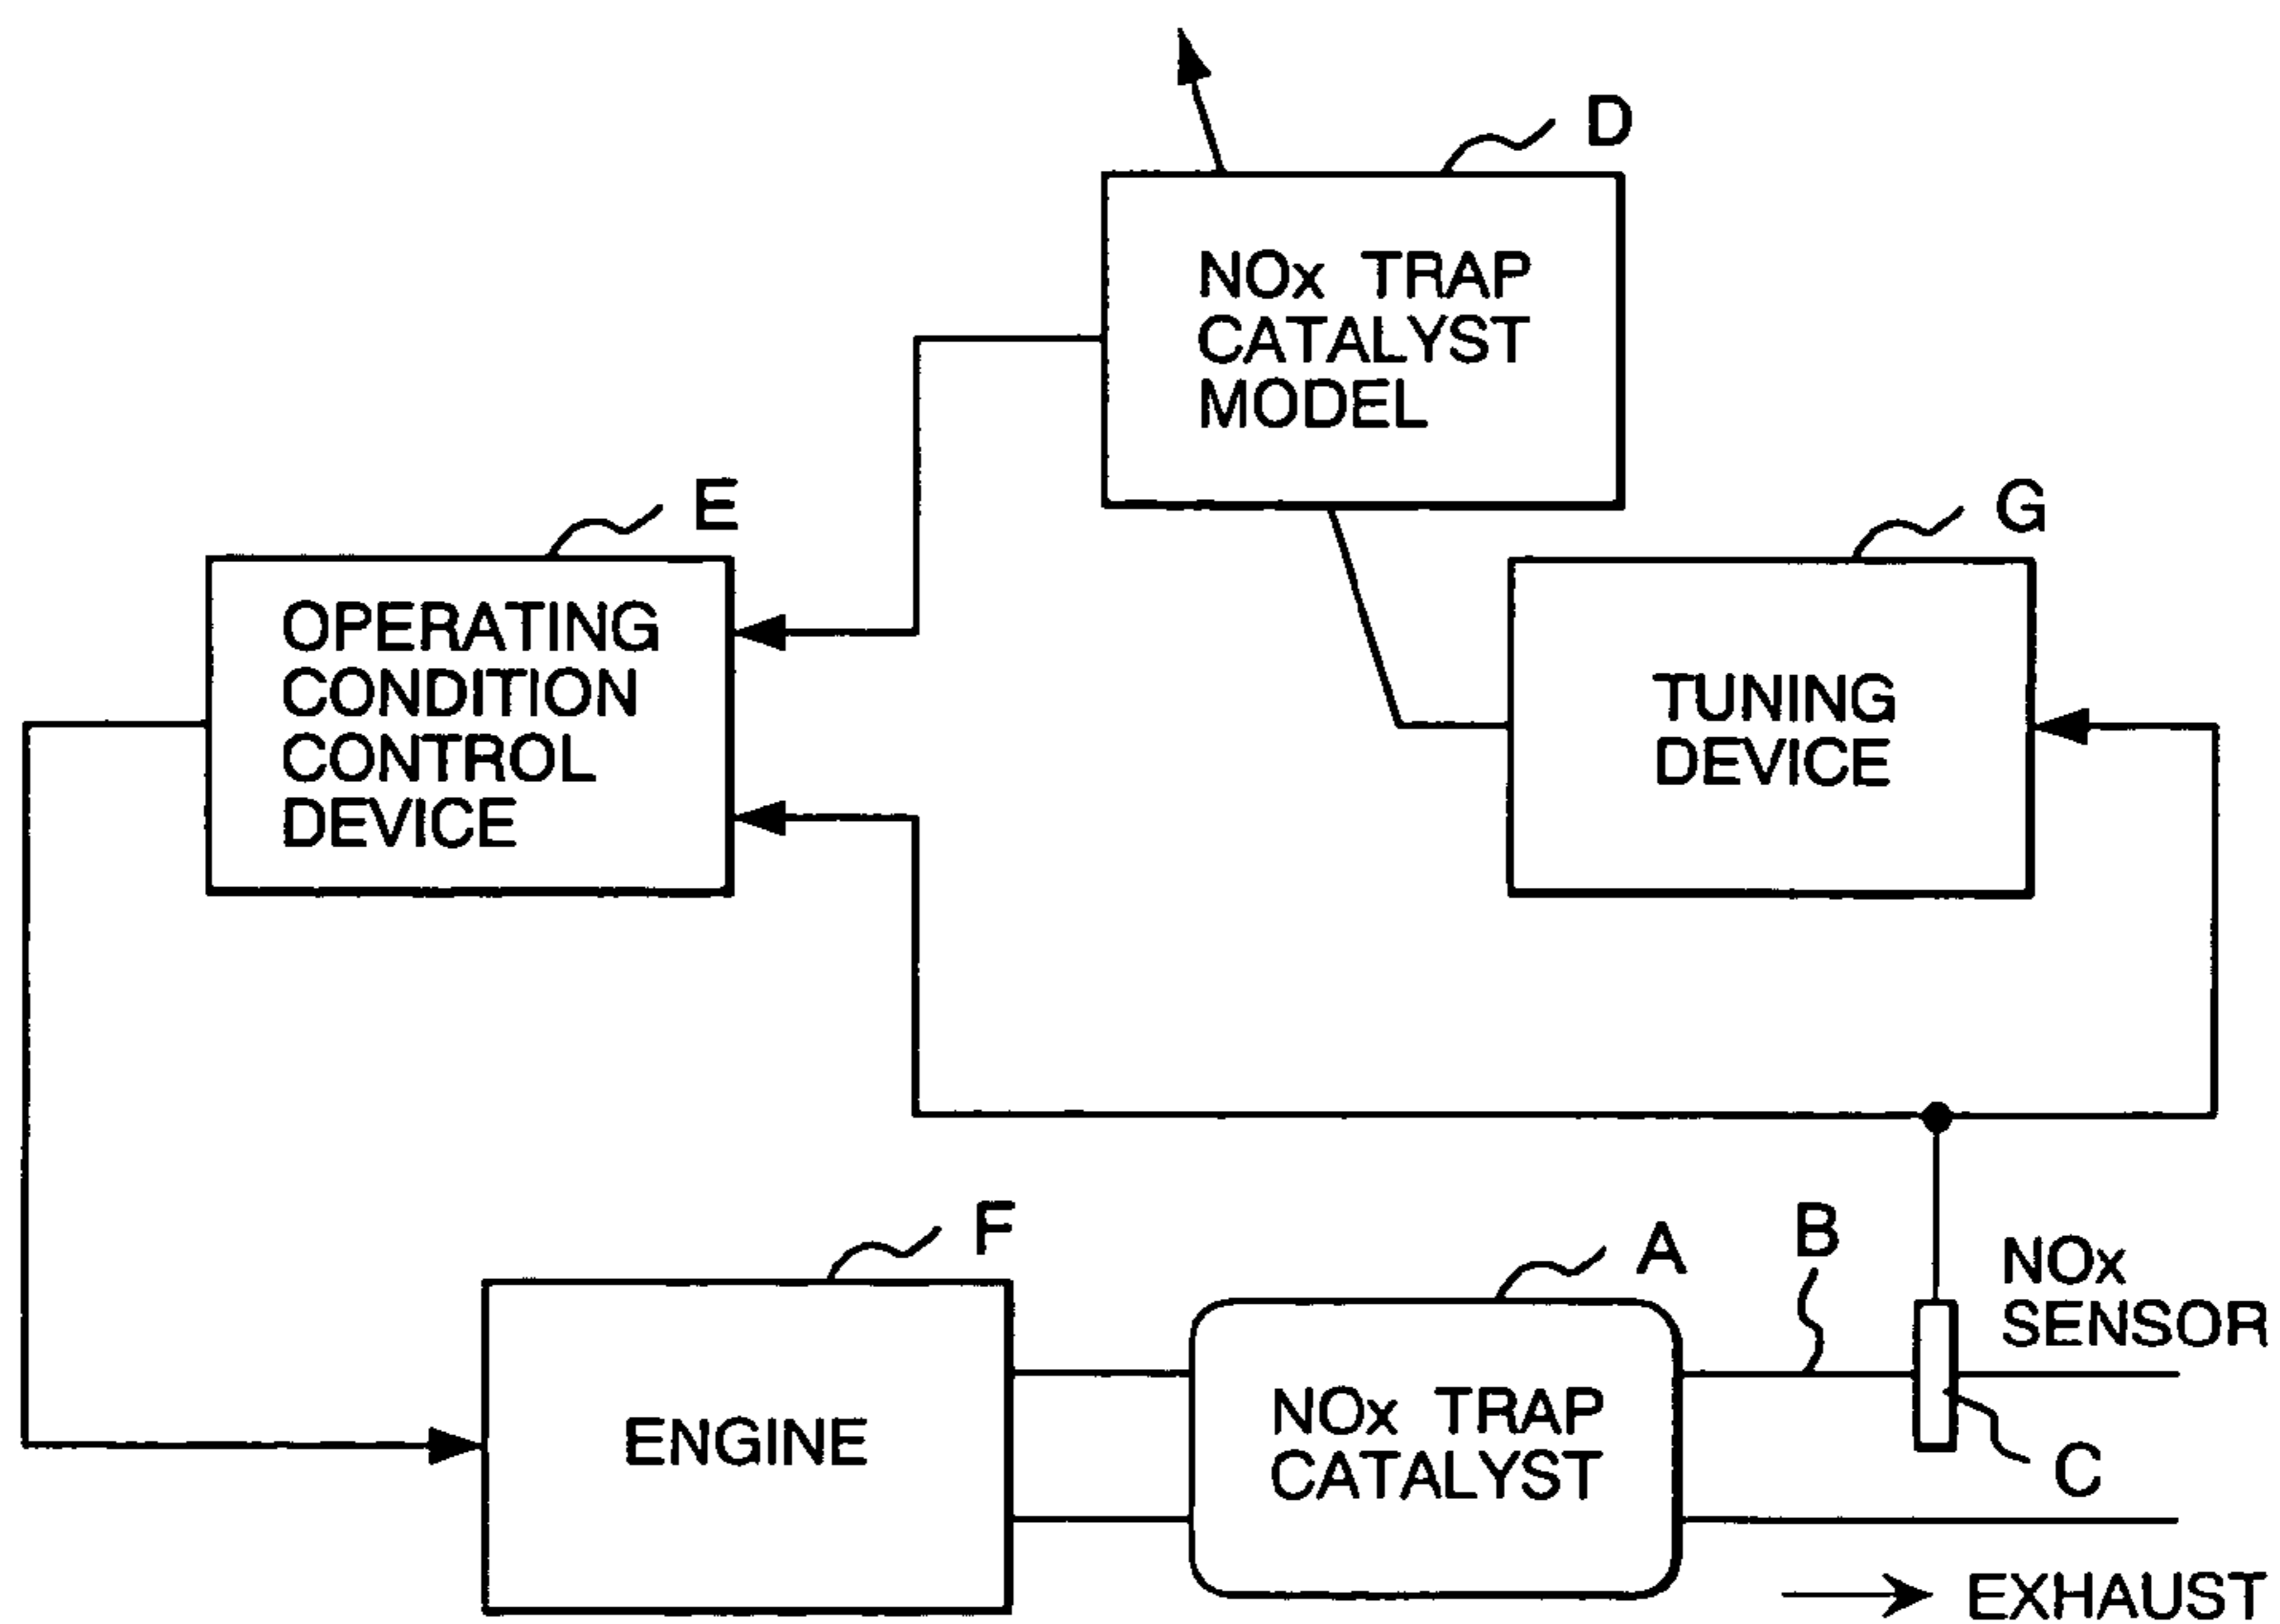 D
NOx TRAP
CATALYST
MODEL
E
OPERATING
CONDITION
CONTROL
DEVICE
G
TUNING
DEVICE
F
ENGINE
A
NOx TRAP
CATALYST
B
NOx
SENSOR
C
EXHAUST